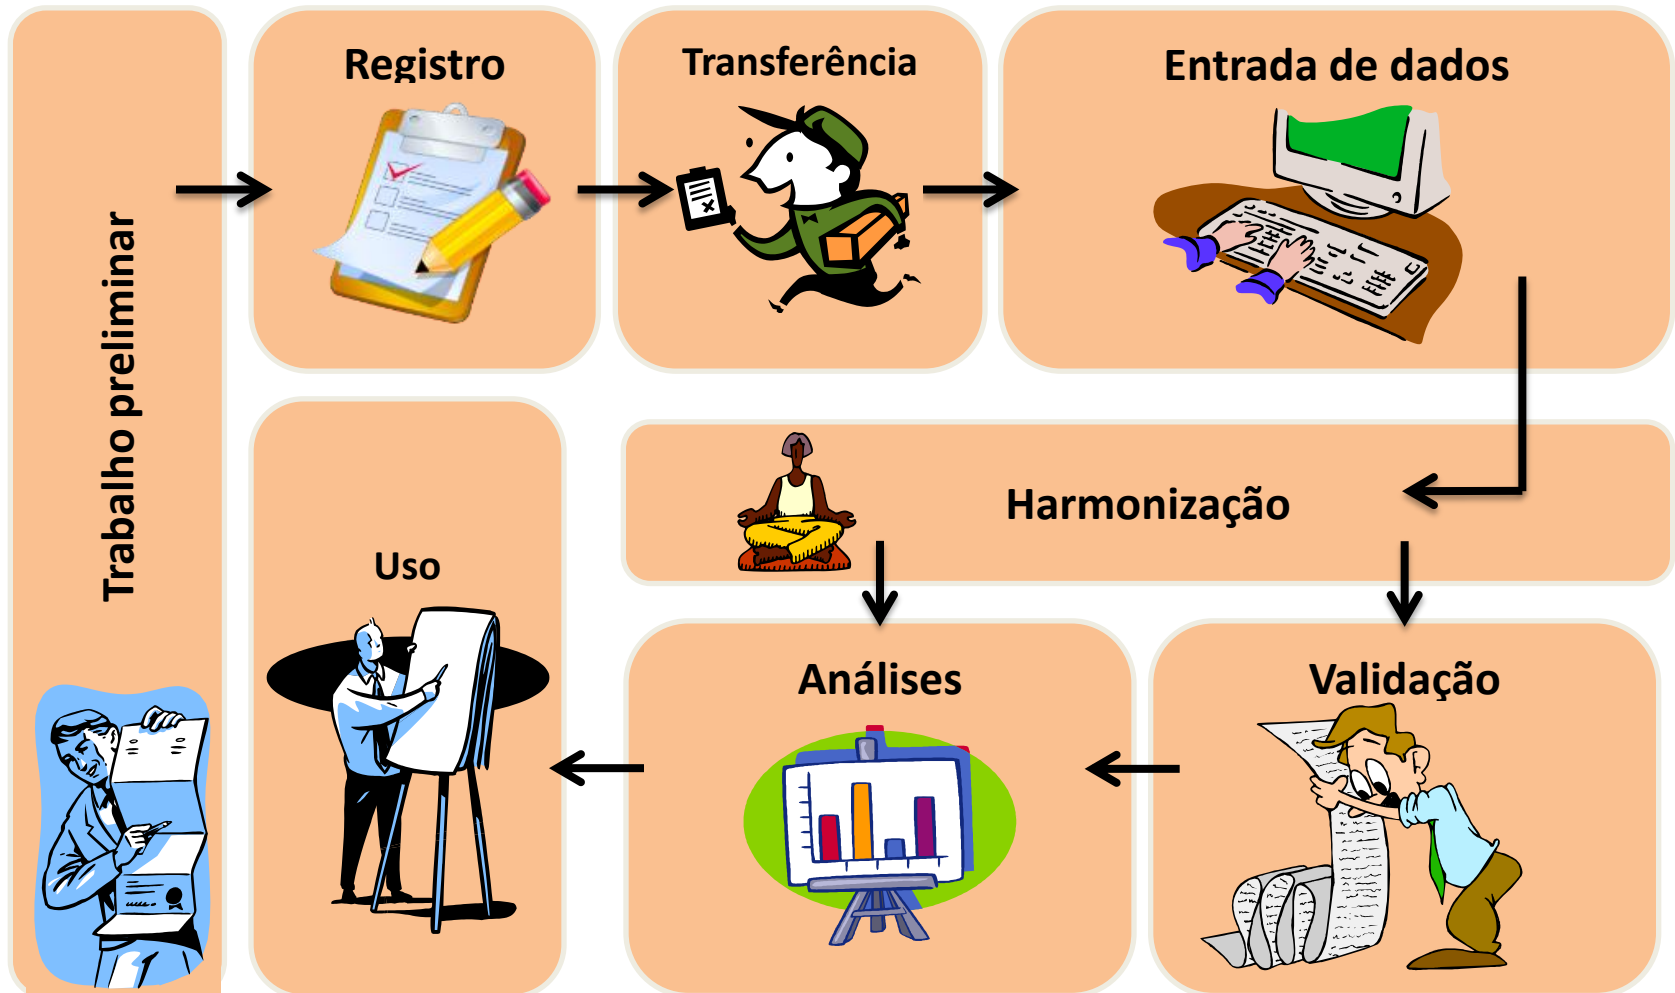 Trabalho preliminar
Registro
Transferência
Entrada de dados
Harmonização
Validação
Análises
Uso